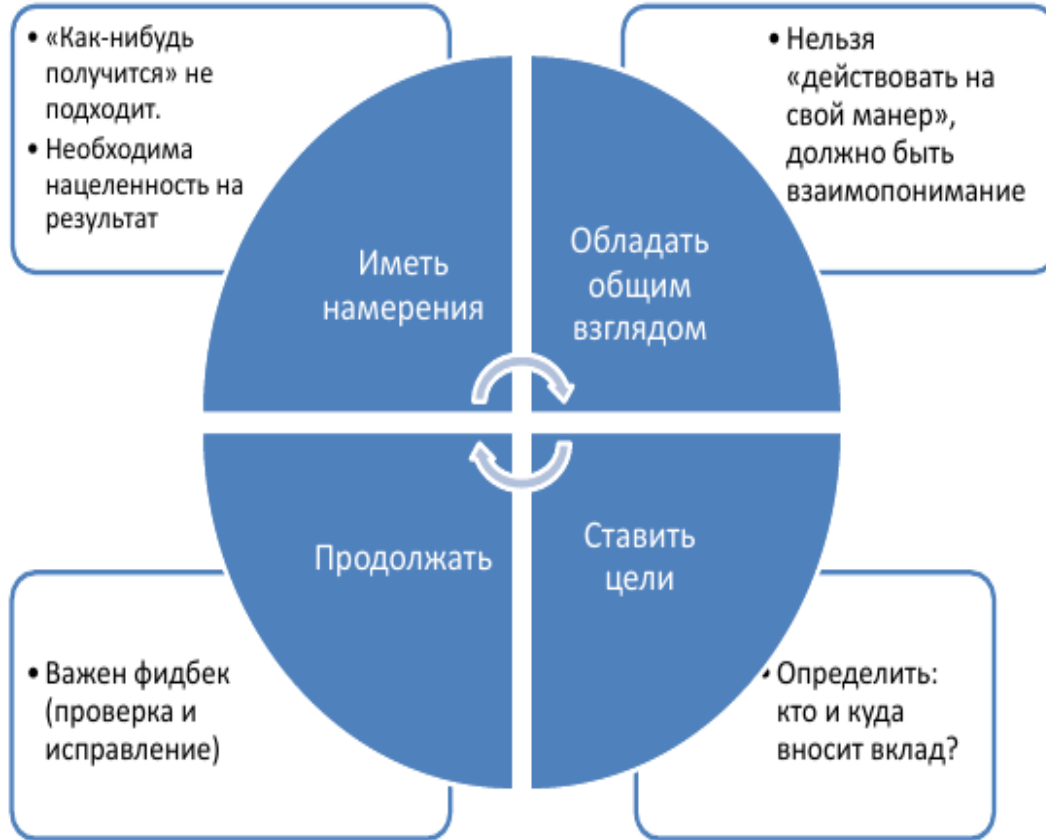 • «Как-нибудь
получится» не
подходит.
• Необходима
нацеленность на
результат
• Нельзя
«действовать на
свой манер»,
должно быть
взаимопонимание
Иметь
намерения
Обладать
общим
взглядом
Продолжать
Ставить
цели
• Важен фидбек
(проверка и
исправление)
• Определить:
кто и куда
вносит вклад?